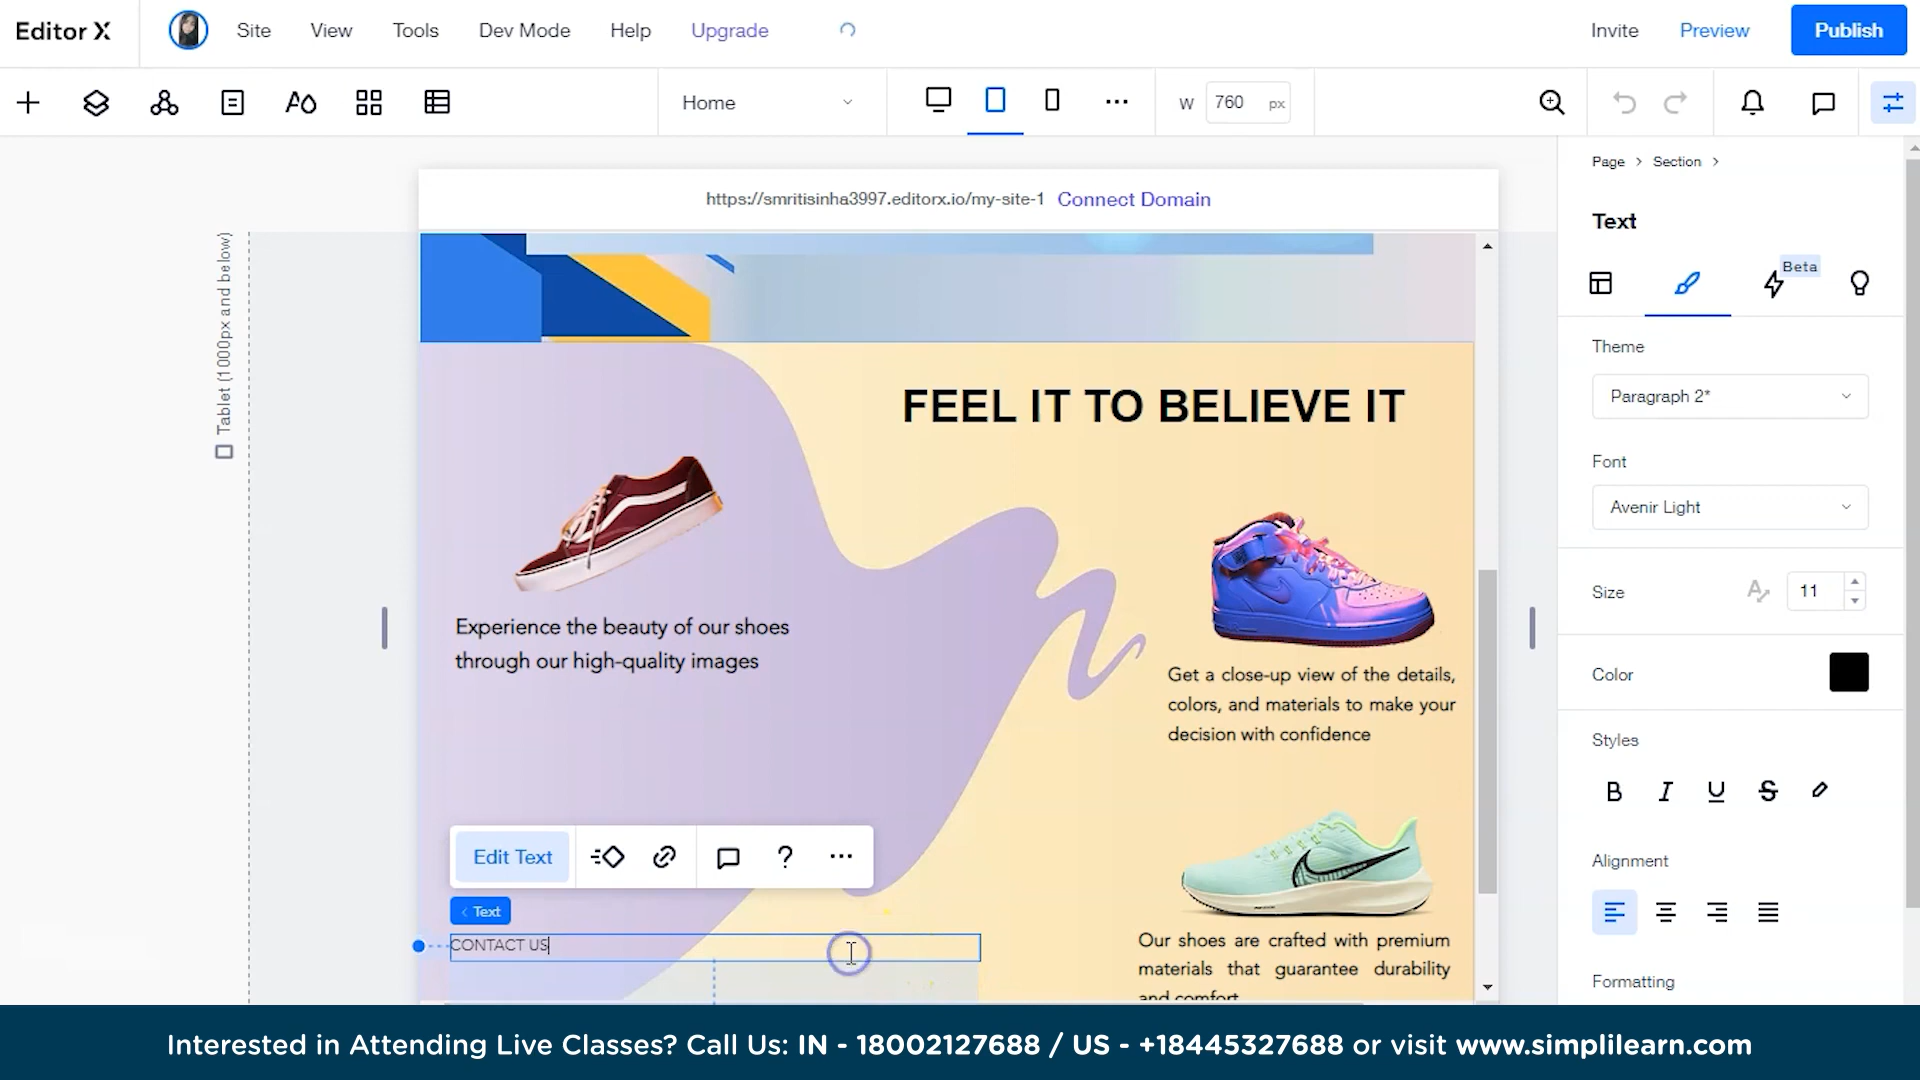 Editor X
Site
View
Tools
Dev Mode
Help
Upgrade
Invite
Preview
Publish
Home
W
760
px
Page > Section >
https://smritisinha3997.editorx.io/my-site-1 Connect Domain
Tablet (1000px and below)
Text
Beta
Theme
Paragraph 2*
Font
Avenir Light
Size
11
Color
Styles
B I U S
Alignment
Formatting
FEEL IT TO BELIEVE IT
Experience the beauty of our shoes
through our high-quality images
Get a close-up view of the details,
colors, and materials to make your
decision with confidence
Edit Text
?
< Text
CONTACT US
Our shoes are crafted with premium
materials that guarantee durability
and comfort
Interested in Attending Live Classes? Call Us: IN - 18002127688 / US - +18445327688 or visit www.simplilearn.com